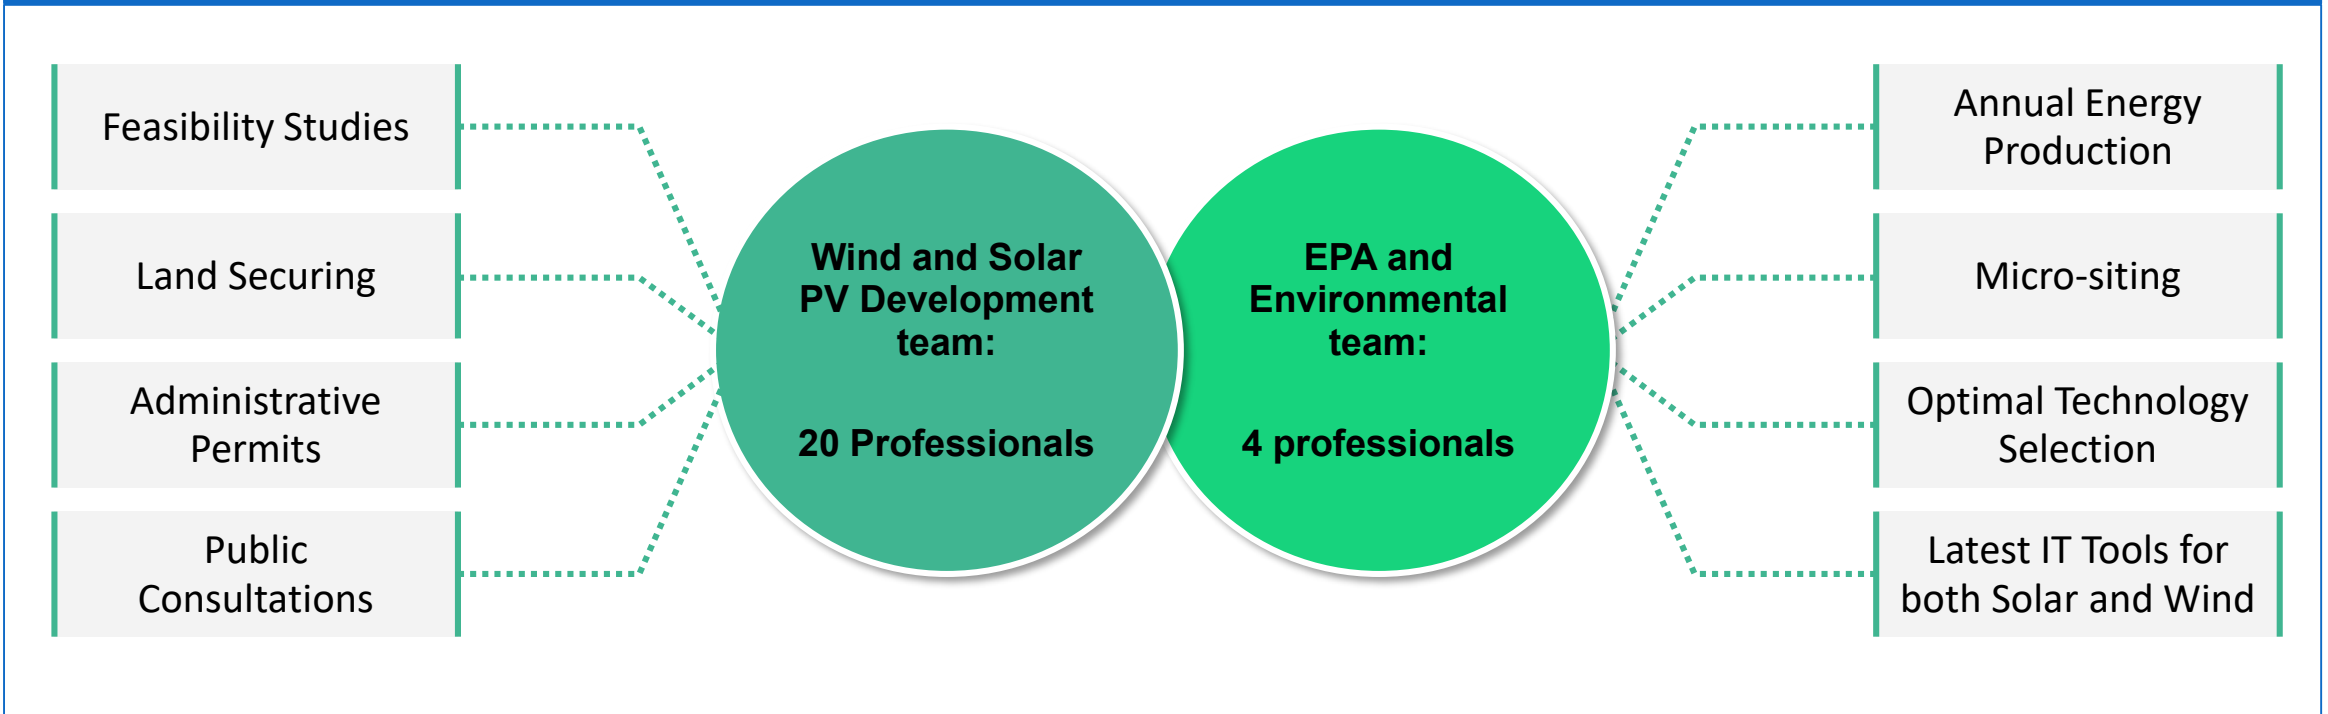 Feasibility Studies
Land Securing
Administrative
Permits
Public
Consultations
Wind and Solar
PV Development
team:
20 Professionals
EPA and
Environmental
team:
4 professionals
Annual Energy
Production
Micro-siting
Optimal Technology
Selection
Latest IT Tools for
both Solar and Wind